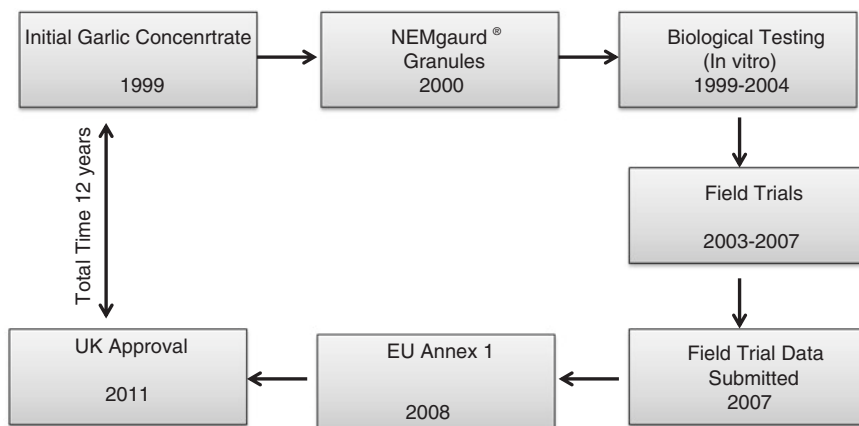 Initial Garlic Concenrtrate
1999
NEMgaurd ®
Granules
2000
Biological Testing
(In vitro)
1999-2004
Field Trials
2003-2007
Field Trial Data
Submitted
2007
EU Annex 1
2008
UK Approval
2011
Total Time 12 years